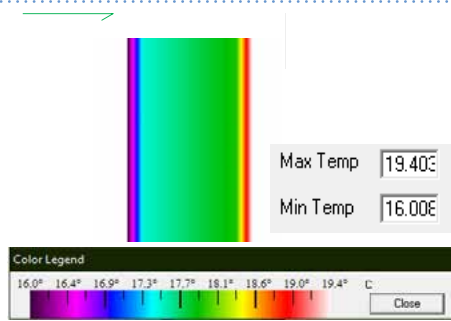 Max Temp 19.403
Min Temp 16.008
Color Legend
16.0° 16.4° 16.9° 17.3° 17.7° 18.1° 18.6° 19.0° 19.4° C
Close